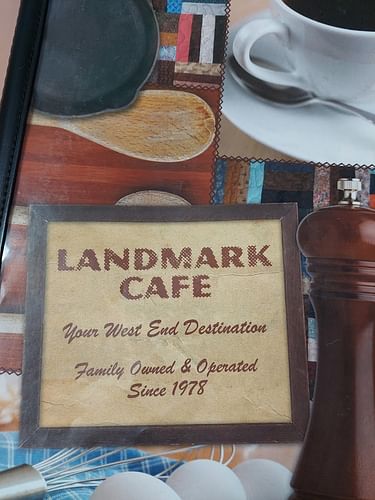 LANDMARK
CAFE
Your West End Destination
Family Owned & Operated
Since 1978